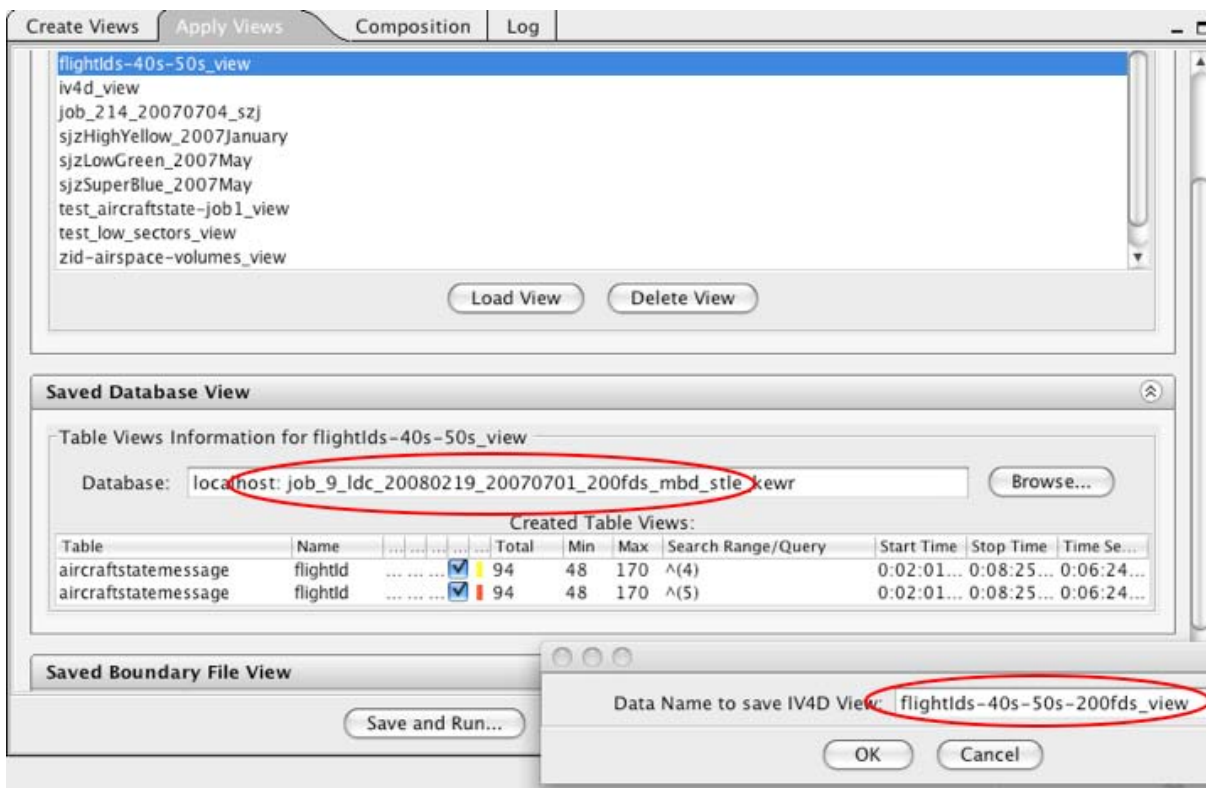 Create Views Apply Views Composition Log
flightIds-40s-50s_view
iv4d_view
job_214_20070704_szj
sjzHighYellow_2007January
sjzLowGreen_2007May
sjzSuperBlue_2007May
test_aircraftstate-job1_view
test_low_sectors_view
zid-airspace-volumes_view
Load View Delete View
Saved Database View
Table Views Information for flightIds-40s-50s_view
Database: localhost: job_9_ldc_20080219_20070701_200fds_mbd_stle_kewr Browse...
Created Table Views:
Table Name ... ... ... ... ... Total Min Max Search Range/Query Start Time Stop Time Time Se...
aircraftstatemessage flightId ... ... ... 94 48 170 ^(4) 0:02:01... 0:08:25... 0:06:24...
aircraftstatemessage flightId ... ... ... 94 48 170 ^(5) 0:02:01... 0:08:25... 0:06:24...
Saved Boundary File View
Data Name to save IV4D View: flightIds-40s-50s-200fds_view
Save and Run...
OK Cancel